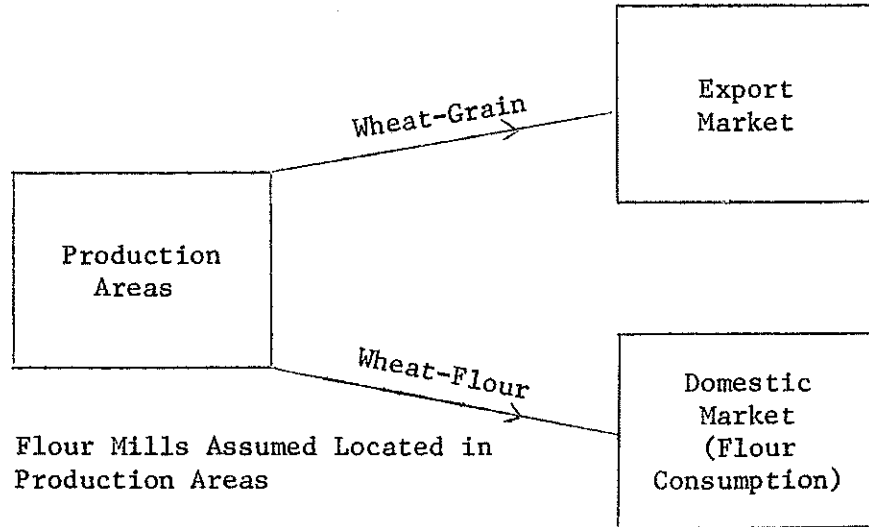 Export
Market
Wheat-Grain
Production
Areas
Wheat-Flour
Domestic
Market
(Flour
Consumption)
Flour Mills Assumed Located in
Production Areas